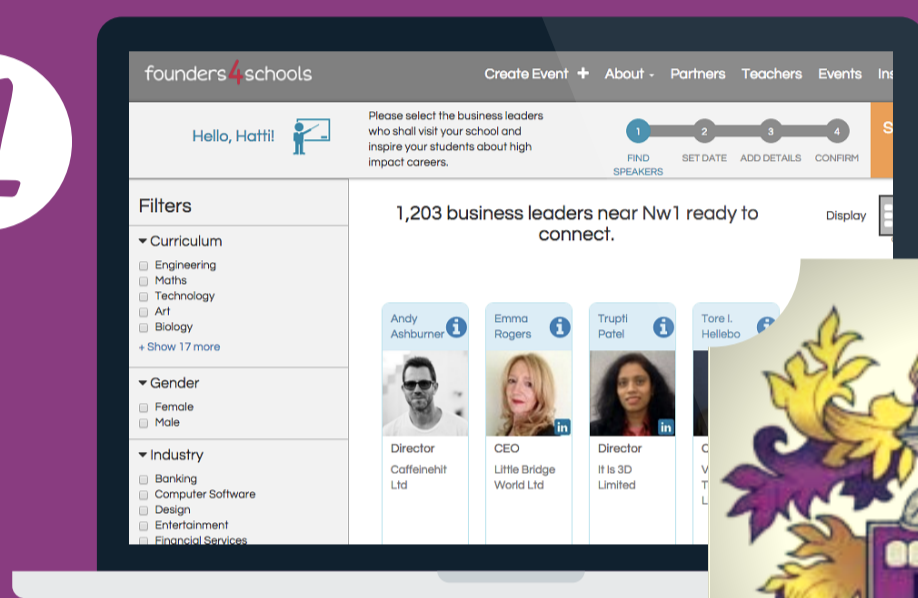 founders4schools
Create Event + About Partners Teachers Events
Hello, Hatti!
Please select the business leaders
who shall visit your school and
inspire your students about high
impact careers.
1 2 3 4
FIND SET DATE ADD DETAILS CONFIRM
SPEAKERS
Filters
Curriculum
Engineering
Maths
Technology
Art
Biology
+ Show 17 more
Gender
Female
Male
Industry
Banking
Computer Software
Design
Entertainment
Financial Services
1,203 business leaders near Nw1 ready to
connect.
Display
Andy
Ashburner
Director
Caffeinehit
Ltd
Emma
Rogers
in
CEO
Little Bridge
World Ltd
Trupti
Patel
in
Director
It Is 3D
Limited
Tore I.
Hellebo